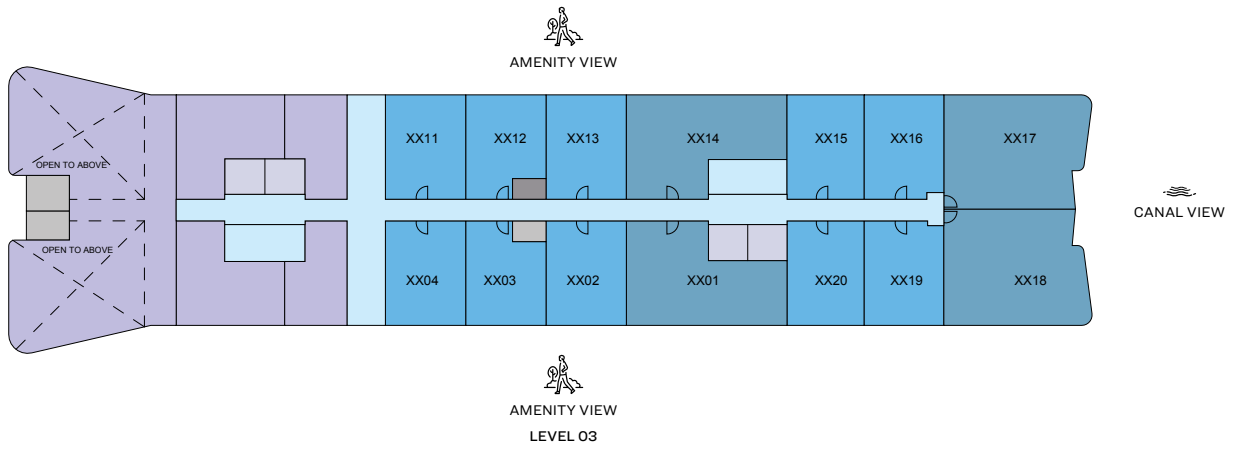 AMENITY VIEW
XX11
XX12
XX13
XX14
XX15
XX16
XX17
OPEN TO ABOVE
CANAL VIEW
OPEN TO ABOVE
XX04
XX03
XX02
XX01
XX20
XX19
XX18
AMENITY VIEW
LEVEL 03